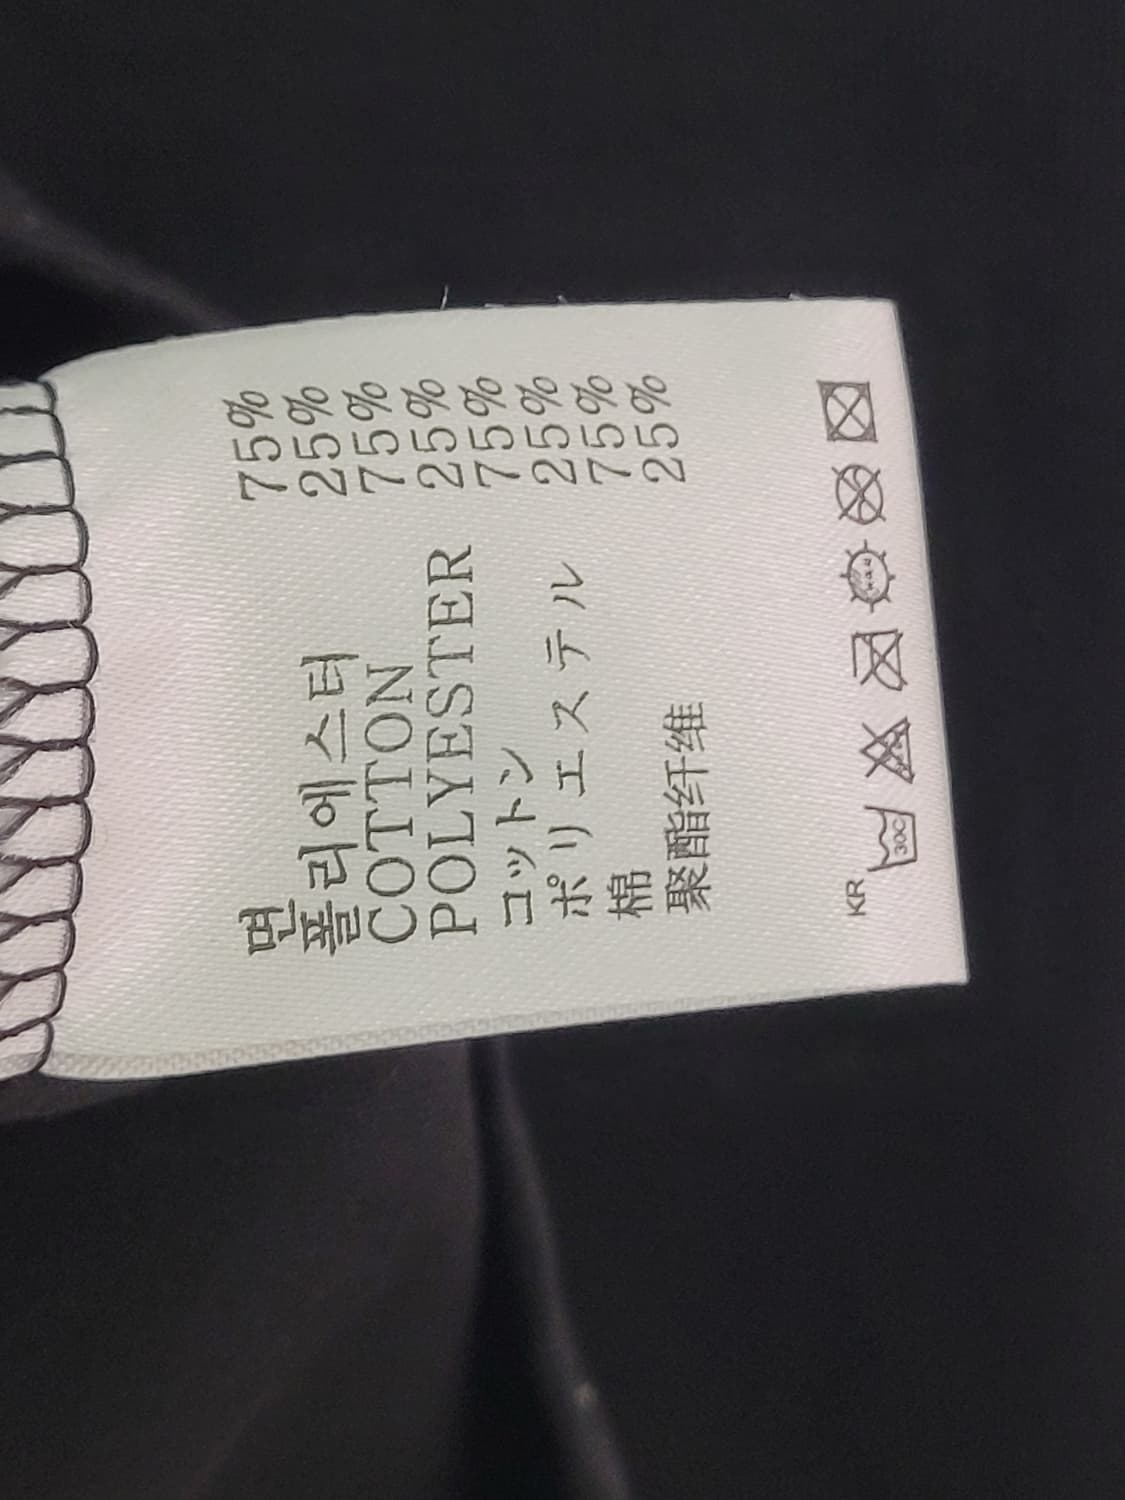 면 75%
폴리에스터 25%
COTTON 75%
POLYESTER 25%
コットン 75%
ポリエステル 25%
棉 75%
聚酯纤维 25%
KR
30C